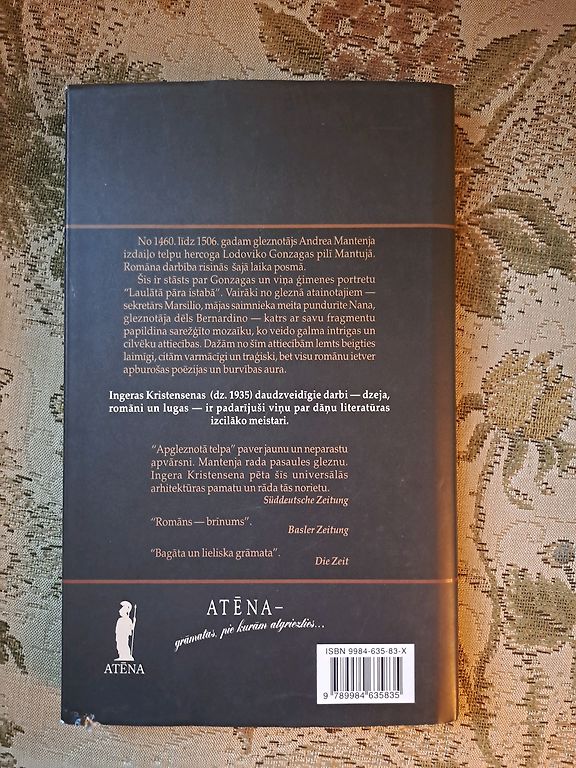 No 1460. līdz 1506. gadam gleznotājs Andrea Mantenja
izdaiļo telpu hercoga Lodoviko Gonzagas pilī Mantujā.
Romāna darbība risinās šajā laika posmā.
Šis ir stāsts par Gonzagas un viņa ģimenes portretu
“Laulātā pāra istabā”. Vairāki no gleznā atainotajiem —
sekretārs Marsilio, mājas saimnieka meita pundurīte Nana,
gleznotāja dēls Bernardino — katrs ar savu fragmentu
papildina sarežģīto mozaīku, ko veido galma intrigas un
cilvēku attiecības. Dažām no šīm attiecībām lemts beigties
laimīgi, citām varmācīgi un traģiski, bet visu romānu ietver
apburošas poēzijas un burvības aura.
Ingeras Kristensenas (dz. 1935) daudzveidīgie darbi — dzeja,
romāni un lugas — ir padarījuši viņu par dāņu literatūras
izcilāko meistari.
“Apgleznotā telpa” paver jaunu un neparastu
apvārsni. Mantenja rada pasaules gleznu.
Ingera Kristensena pēta šīs universālās
arhitektūras pamatu un rāda tās norietu.
Süddeutsche Zeitung
“Romāns — brīnums”.
Basler Zeitung
“Bagāta un lieliska grāmata”.
Die Zeit
ATĒNA–
grāmatas, pie kurām atgriezties...
ATĒNA
ISBN 9984-635-83-X
9 789984 635835